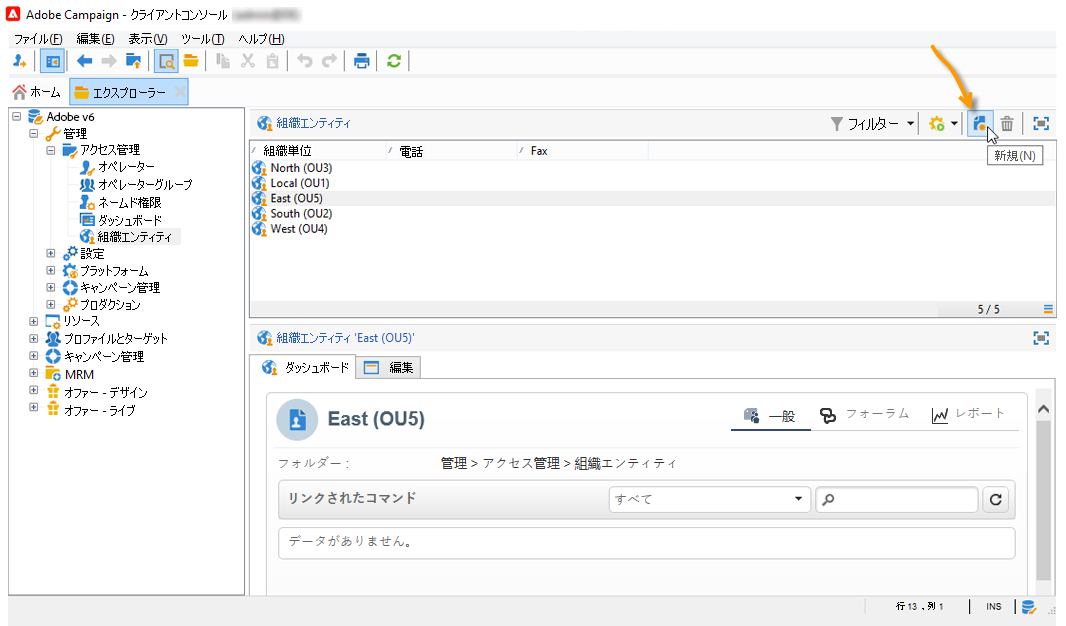 Adobe Campaign - クライアントコンソール
ファイル(F) 編集(E) 表示(V) ツール(T) ヘルプ(H)
ホーム エクスプローラー
Adobe v6
管理
アクセス管理
オペレーター
オペレーターグループ
ネームド権限
ダッシュボード
組織エンティティ
設定
プラットフォーム
キャンペーン管理
プロダクション
リソース
プロファイルとターゲット
キャンペーン管理
MRM
オファー - デザイン
オファー - ライブ
組織エンティティ フィルター
新規(N)
組織単位 電話 Fax
North (OU3)
Local (OU1)
East (OU5)
South (OU2)
West (OU4)
5 / 5
組織エンティティ 'East (OU5)'
ダッシュボード 編集
East (OU5) 一般 フォーラム レポート
フォルダー : 管理 > アクセス管理 > 組織エンティティ
リンクされたコマンド すべて
データがありません。
行 13 、列 1 INS